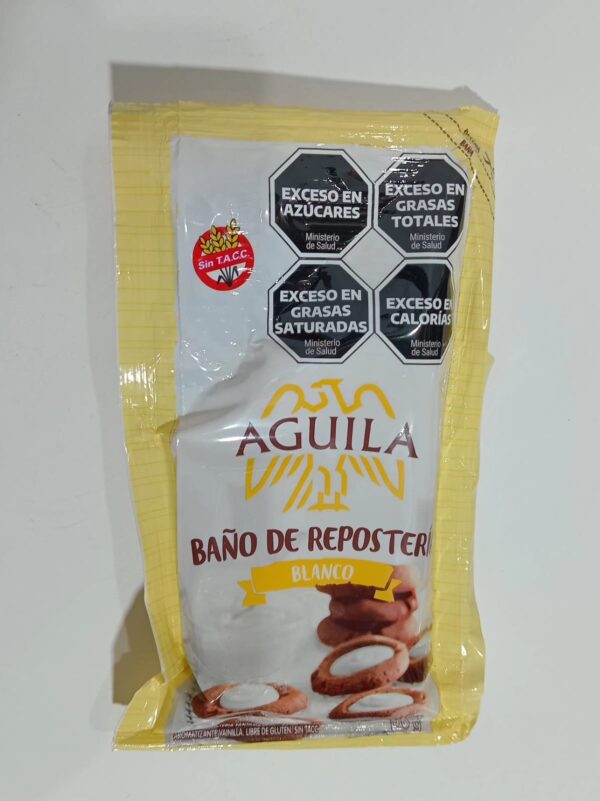 EXCESO EN
AZÚCARES
Ministerio
de Salud
EXCESO EN
GRASAS
TOTALES
Ministerio
de Salud
Sin T.A.C.C.
EXCESO EN
GRASAS
SATURADAS
Ministerio
de Salud
EXCESO EN
CALORÍAS
Ministerio
de Salud
AGUILA
BAÑO DE REPOSTERÍ
BLANCO
AROMATIZANTE VAINILLA. LIBRE DE GLUTEN. SIN TACC